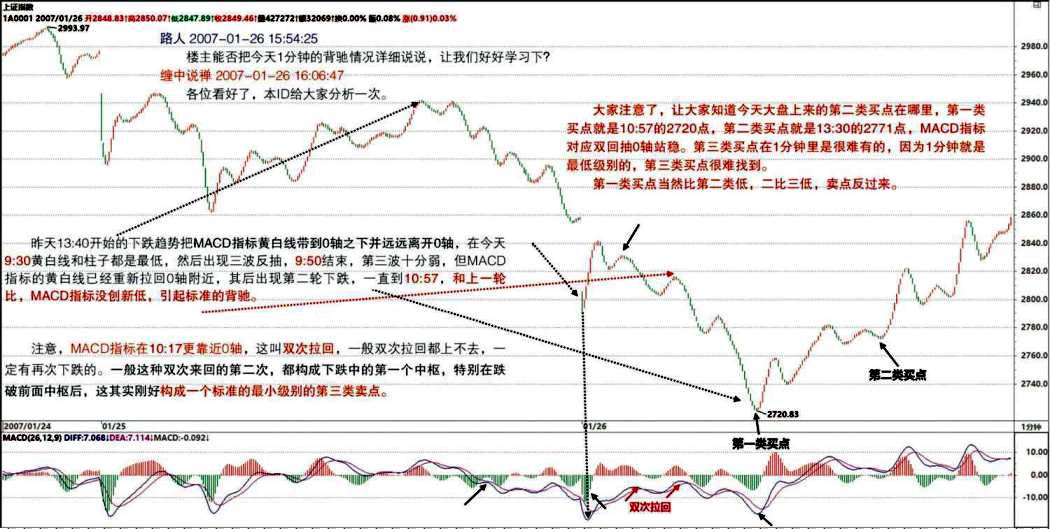 上证指数
1A0001 2007/01/26 开2848.83↑高2850.07↑低2847.89↑收2849.46↑量427272↑额32069↑换0.00% 振0.08% 涨(0.91)0.03%
2993.97
路人 2007-01-26 15:54:25
楼主能否把今天1分钟的背驰情况详细说说，让我们好好学习下？
缠中说禅 2007-01-26 16:06:47
各位看好了，本ID给大家分析一次。
大家注意了，让大家知道今天大盘上来的第二类买点在哪里，第一类
买点就是10:57的2720点，第二类买点就是13:30的2771点，MACD指标
对应双回抽0轴站稳。第三类买点在1分钟里是很难有的，因为1分钟就是
最低级别的，第三类买点很难找到。
第一类买点当然比第二类低，二比三低，卖点反过来。
昨天13:40开始的下跌趋势把MACD指标黄白线带到0轴之下并远远离开0轴，在今天
9:30黄白线和柱子都是最低，然后出现三波反抽，9:50结束，第三波十分弱，但MACD
指标的黄白线已经重新拉回0轴附近，其后出现第二轮下跌，一直到10:57，和上一轮
比，MACD指标没创新低，引起标准的背驰。
注意，MACD指标在10:17更靠近0轴，这叫双次拉回，一般双次拉回都上不去，一
定有再次下跌的。一般这种双次来回的第二次，都构成下跌中的第一个中枢，特别在跌
破前面中枢后，这其实刚好构成一个标准的最小级别的第三类卖点。
2980.00
2960.00
2940.00
2920.00
2900.00
2880.00
2860.00
2840.00
2820.00
2800.00
2780.00
2760.00
2740.00
第二类买点
2720.83
第一类买点
2007/01/24 01/25 01/26 1分钟
MACD(26,12,9) DIFF:7.068↓DEA:7.114↓MACD:-0.092↓
10.00
0.00
-10.00
双次拉回